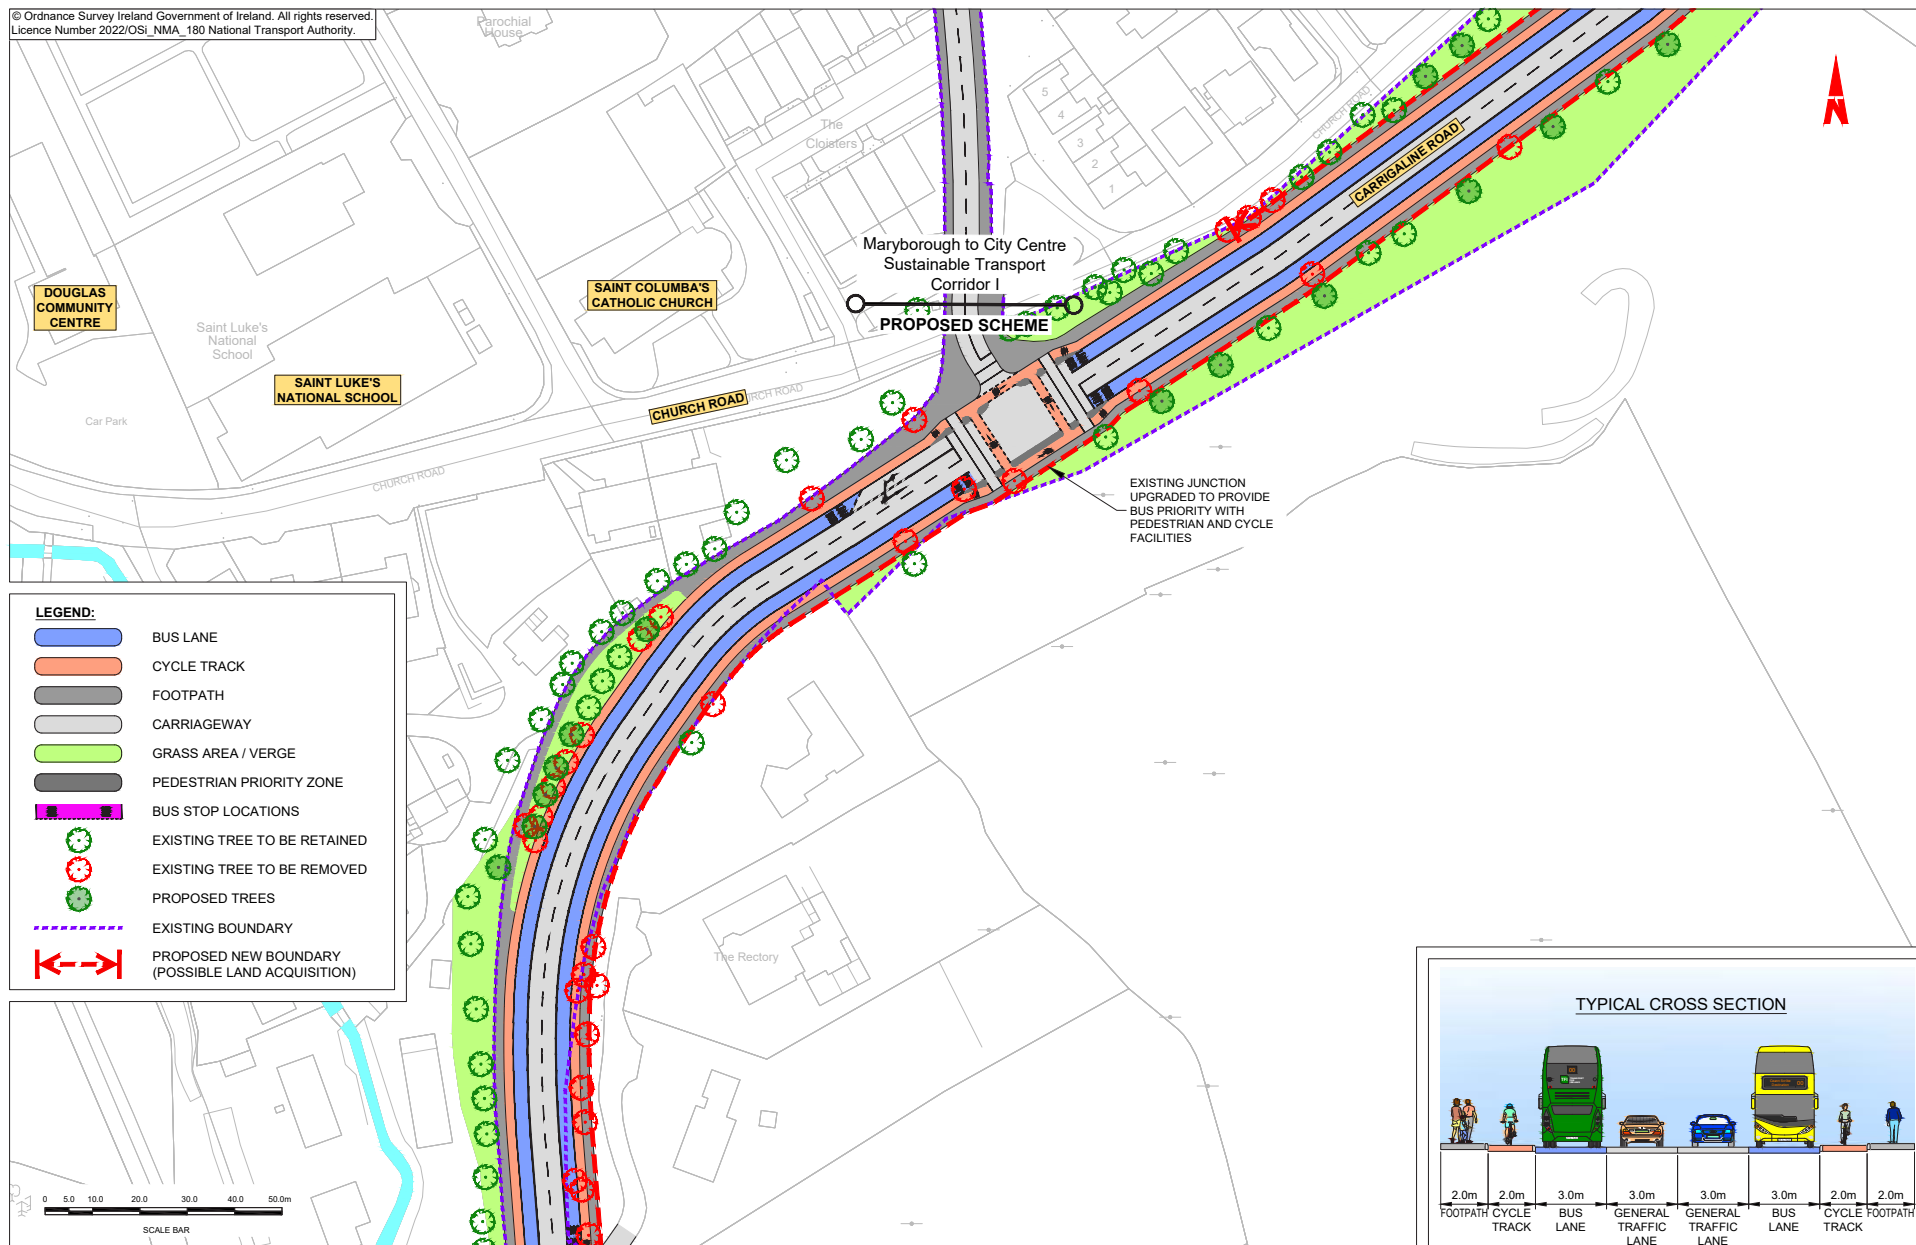 © Ordnance Survey Ireland Government of Ireland. All rights reserved.
Licence Number 2022/OSi_NMA_180 National Transport Authority.
Parochial
House
The
Cloisters
5
4
3
2
1
CHURCH ROAD
CARRIGALINE ROAD
N
Maryborough to City Centre
Sustainable Transport
Corridor I
PROPOSED SCHEME
DOUGLAS
COMMUNITY
CENTRE
Saint Luke's
National
School
SAINT COLUMBA'S
CATHOLIC CHURCH
SAINT LUKE'S
NATIONAL SCHOOL
Car Park
CHURCH ROAD
CHURCH ROAD
EXISTING JUNCTION
UPGRADED TO PROVIDE
BUS PRIORITY WITH
PEDESTRIAN AND CYCLE
FACILITIES
LEGEND:
BUS LANE
CYCLE TRACK
FOOTPATH
CARRIAGEWAY
GRASS AREA / VERGE
PEDESTRIAN PRIORITY ZONE
BUS STOP LOCATIONS
EXISTING TREE TO BE RETAINED
EXISTING TREE TO BE REMOVED
PROPOSED TREES
EXISTING BOUNDARY
PROPOSED NEW BOUNDARY
(POSSIBLE LAND ACQUISITION)
The Rectory
0 5.0 10.0 20.0 30.0 40.0 50.0m
SCALE BAR
TYPICAL CROSS SECTION
2.0m 2.0m 3.0m 3.0m 3.0m 3.0m 2.0m 2.0m
FOOTPATH CYCLE BUS GENERAL GENERAL BUS CYCLE FOOTPATH
TRACK LANE TRAFFIC TRAFFIC LANE TRACK
LANE LANE